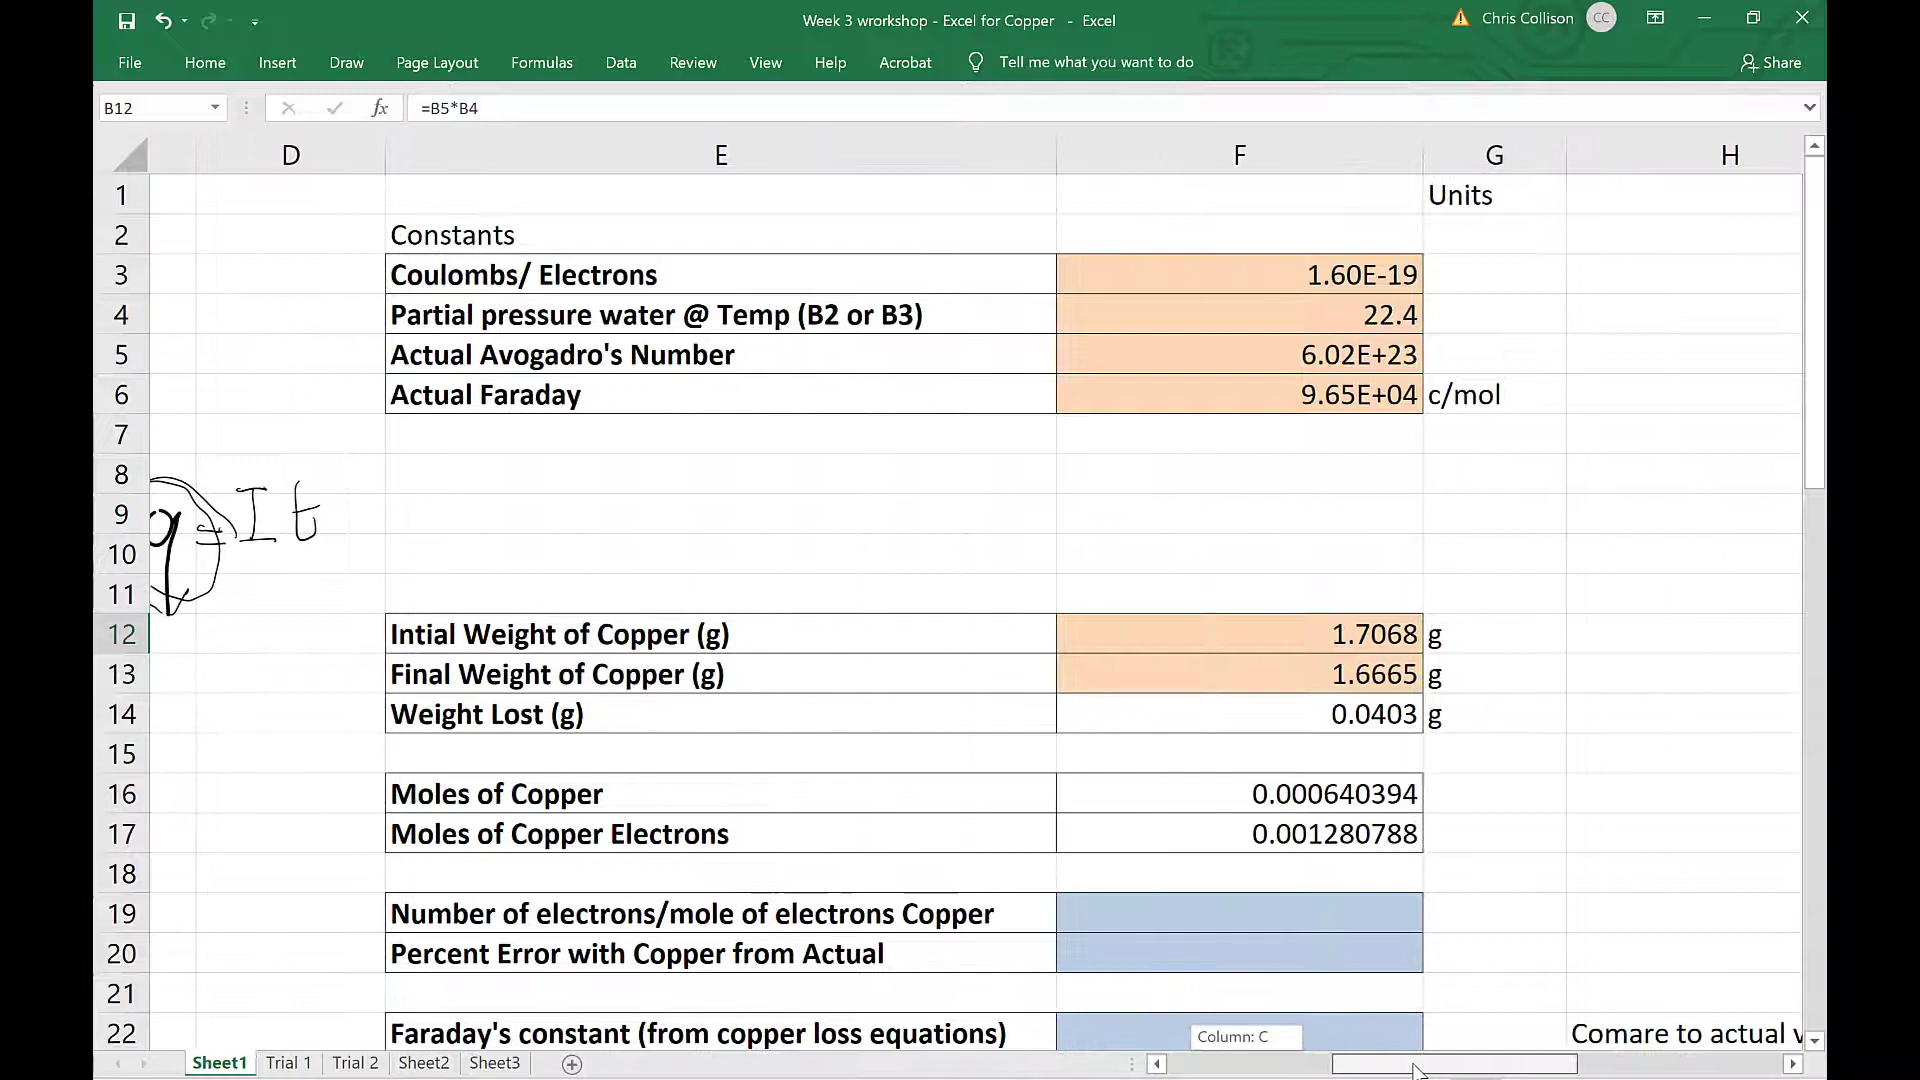 Week 3 wrokshop - Excel for Copper - Excel
Chris Collison CC
File Home Insert Draw Page Layout Formulas Data Review View Help Acrobat Tell me what you want to do Share
B12 fx =B5*B4
D E F G H
1 Units
2 Constants
3 Coulombs/ Electrons 1.60E-19
4 Partial pressure water @ Temp (B2 or B3) 22.4
5 Actual Avogadro's Number 6.02E+23
6 Actual Faraday 9.65E+04 c/mol
7
8
9 q = I t
10
11
12 Intial Weight of Copper (g) 1.7068 g
13 Final Weight of Copper (g) 1.6665 g
14 Weight Lost (g) 0.0403 g
15
16 Moles of Copper 0.000640394
17 Moles of Copper Electrons 0.001280788
18
19 Number of electrons/mole of electrons Copper
20 Percent Error with Copper from Actual
21
22 Faraday's constant (from copper loss equations) Comare to actual v
Column: C
Sheet1 Trial 1 Trial 2 Sheet2 Sheet3